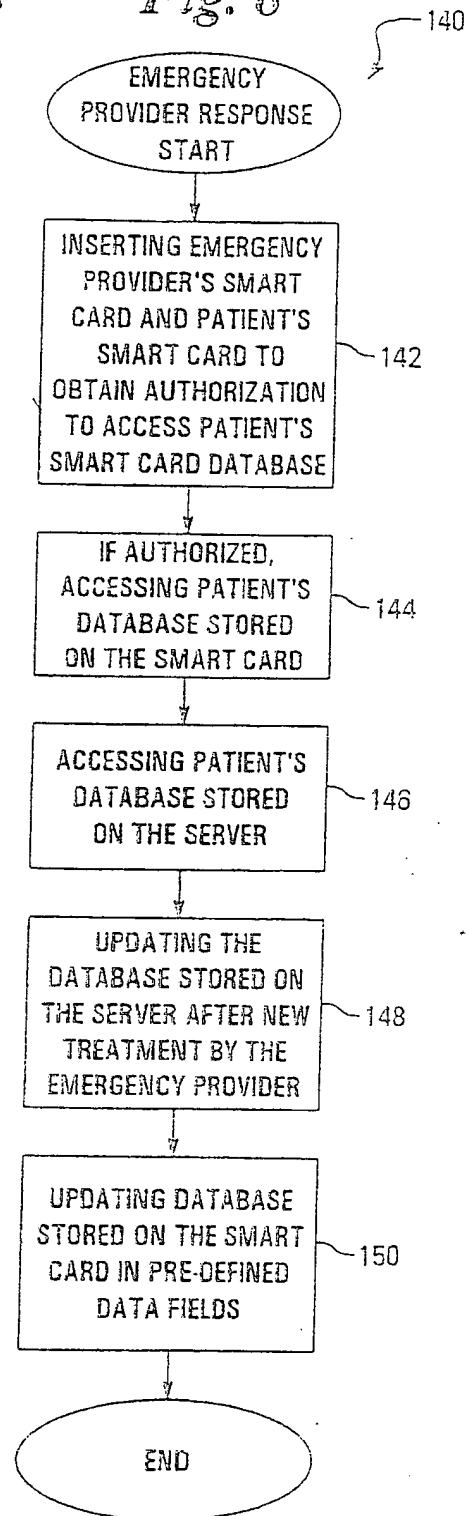 Fig.
140
EMERGENCY
PROVIDER RESPONSE
START
INSERTING EMERGENCY
PROVIDER'S SMART
CARD AND PATIENT'S
SMART CARD TO
OBTAIN AUTHORIZATION
TO ACCESS PATIENT'S
SMART CARD DATABASE
142
IF AUTHORIZED,
ACCESSING PATIENT'S
DATABASE STORED
ON THE SMART CARD
144
ACCESSING PATIENT'S
DATABASE STORED
ON THE SERVER
146
UPDATING THE
DATABASE STORED ON
THE SERVER AFTER NEW
TREATMENT BY THE
EMERGENCY PROVIDER
148
UPDATING DATABASE
STORED ON THE SMART
CARD IN PRE-DEFINED
DATA FIELDS
150
END